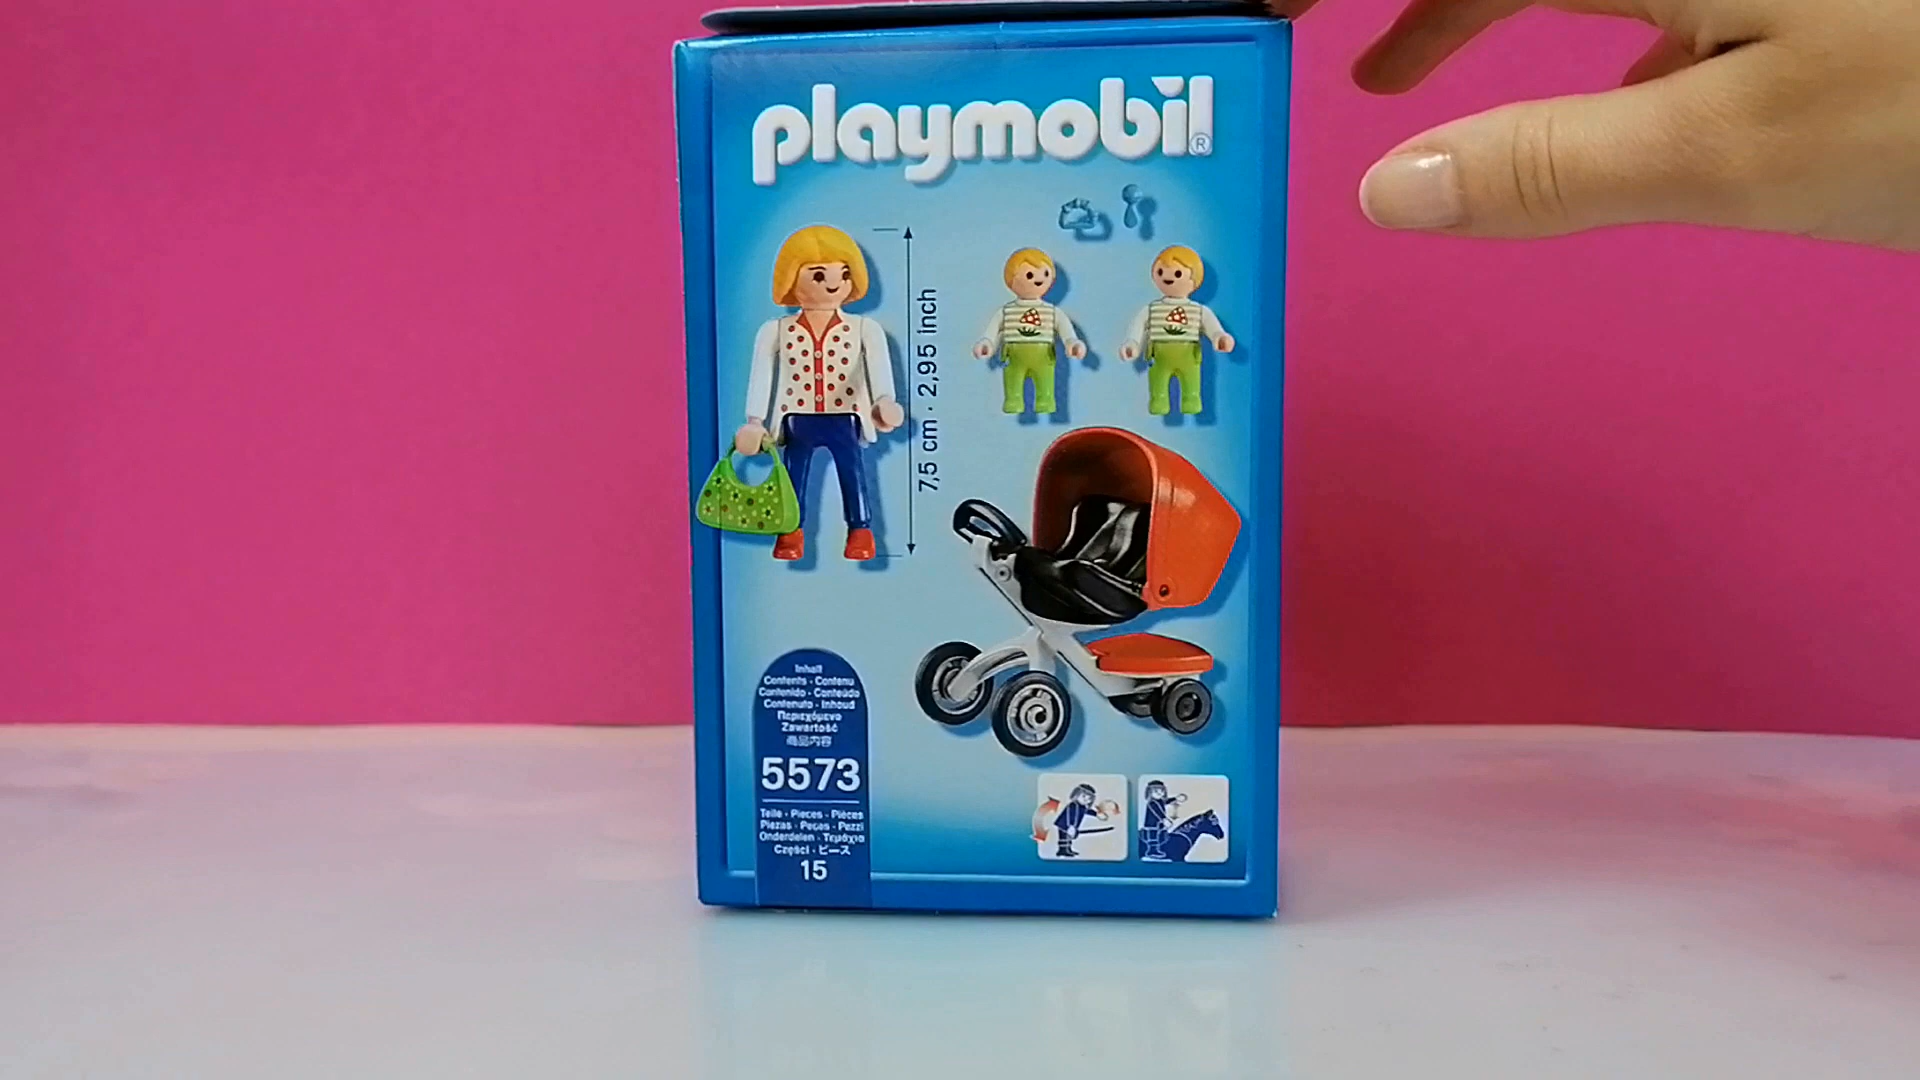 playmobil®
7,5 cm · 2,95 inch
Inhalt
Contents · Contenu
Contenido · Conteúdo
Contenuto · Inhoud
Περιεχόμενα
Zawartość
商品内容
5573
Teile · Pieces · Pièces
Piezas · Peças · Pezzi
Onderdelen · Τεμάχια
Części · ピース
15